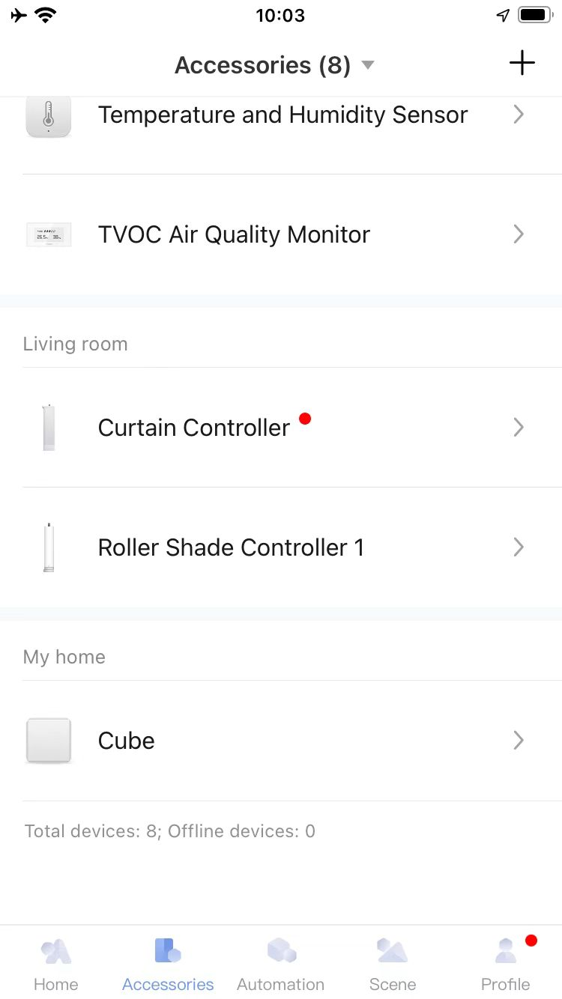 10:03
Accessories (8)
Temperature and Humidity Sensor
TVOC Air Quality Monitor
Living room
Curtain Controller
Roller Shade Controller 1
My home
Cube
Total devices: 8; Offline devices: 0
Home Accessories Automation Scene Profile